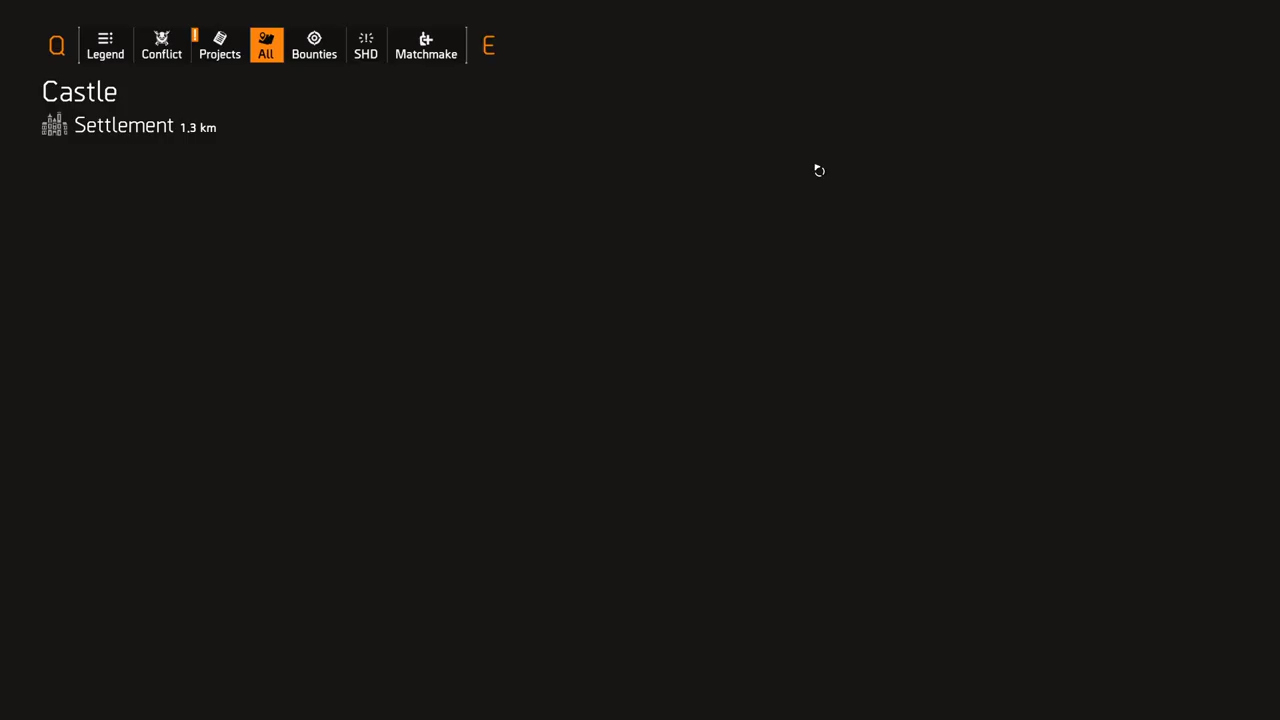 Q Legend Conflict Projects All Bounties SHD Matchmake E
Castle
Settlement 1.3 km